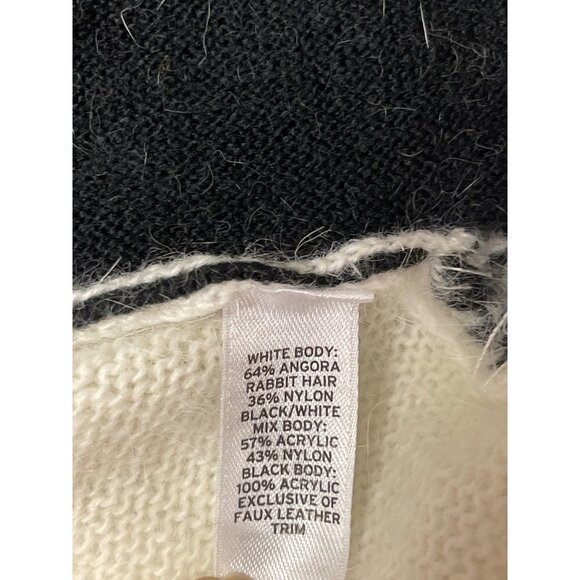 WHITE BODY:
64% ANGORA
RABBIT HAIR
36% NYLON
BLACK/WHITE
MIX BODY:
57% ACRYLIC
43% NYLON
BLACK BODY:
100% ACRYLIC
EXCLUSIVE OF
FAUX LEATHER
TRIM